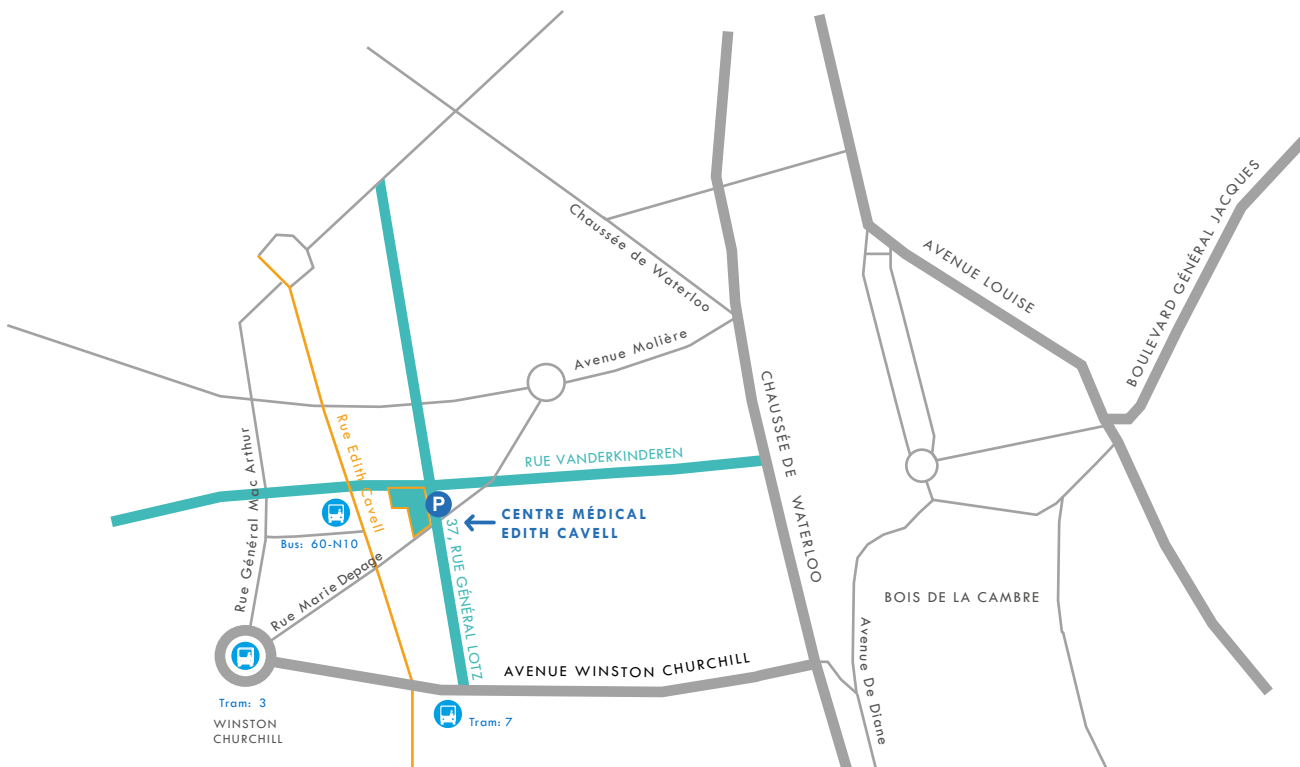 Chaussée de Waterloo
AVENUE LOUISE
BOULEVARD GÉNÉRAL JACQUES
Avenue Molière
CHAUSSÉE DE WATERLOO
Rue Edith Cavell
Rue Général Mac Arthur
RUE VANDERKINDEREN
P
CENTRE MÉDICAL
EDITH CAVELL
37, RUE GÉNÉRAL LOTZ
Bus: 60-N10
Rue Marie Depage
BOIS DE LA CAMBRE
Avenue De Diane
AVENUE WINSTON CHURCHILL
Tram: 3
WINSTON
CHURCHILL
Tram: 7